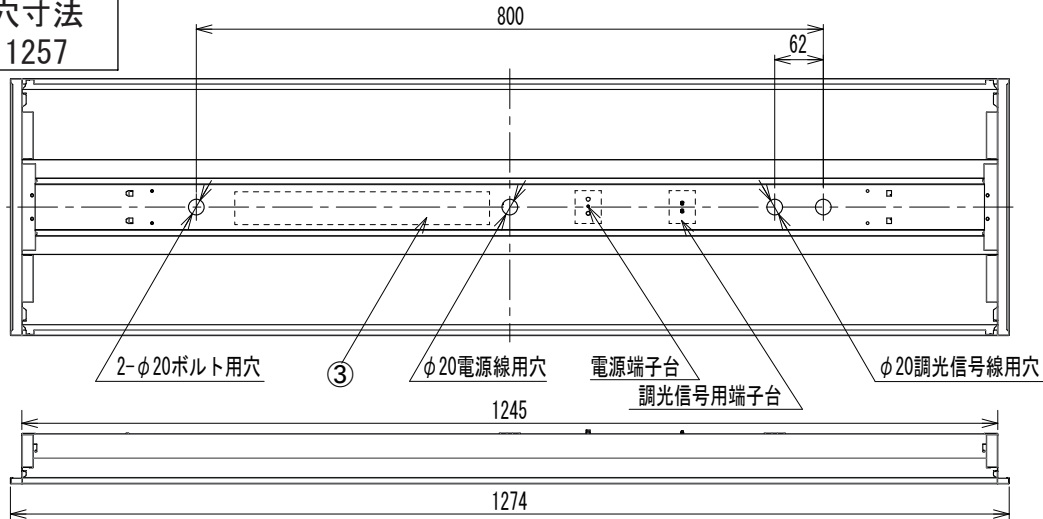 穴寸法
1257
800
62
2-φ20ボルト用穴
③
φ20電源線用穴
電源端子台
調光信号用端子台
φ20調光信号線用穴
1245
1274